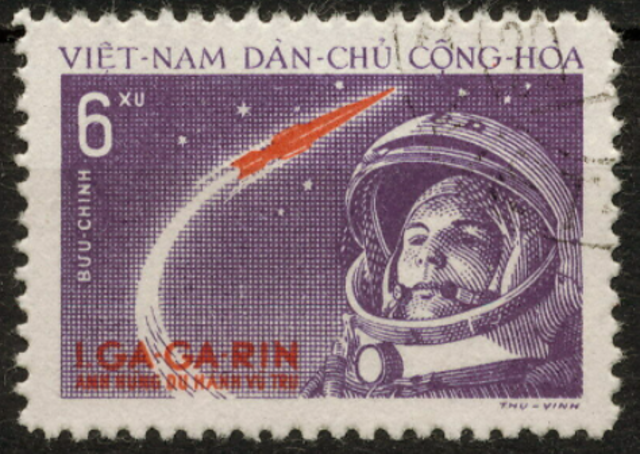 VIỆT-NAM DÂN-CHỦ CỘNG-HÒA
6 XU
BƯU-CHÍNH
I.GA-GA-RIN
ANH HÙNG DU HÀNH VŨ TRỤ
THU-VINH